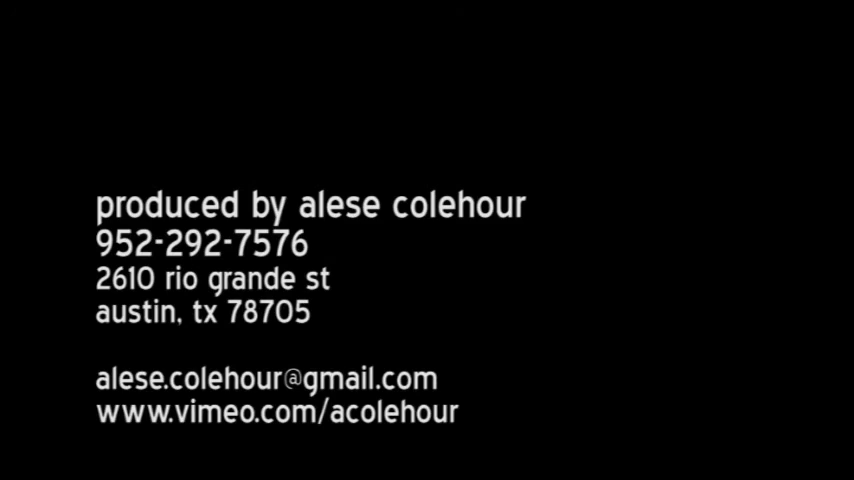 produced by alese colehour
952-292-7576
2610 rio grande st
austin, tx 78705
alese.colehour@gmail.com
www.vimeo.com/acolehour